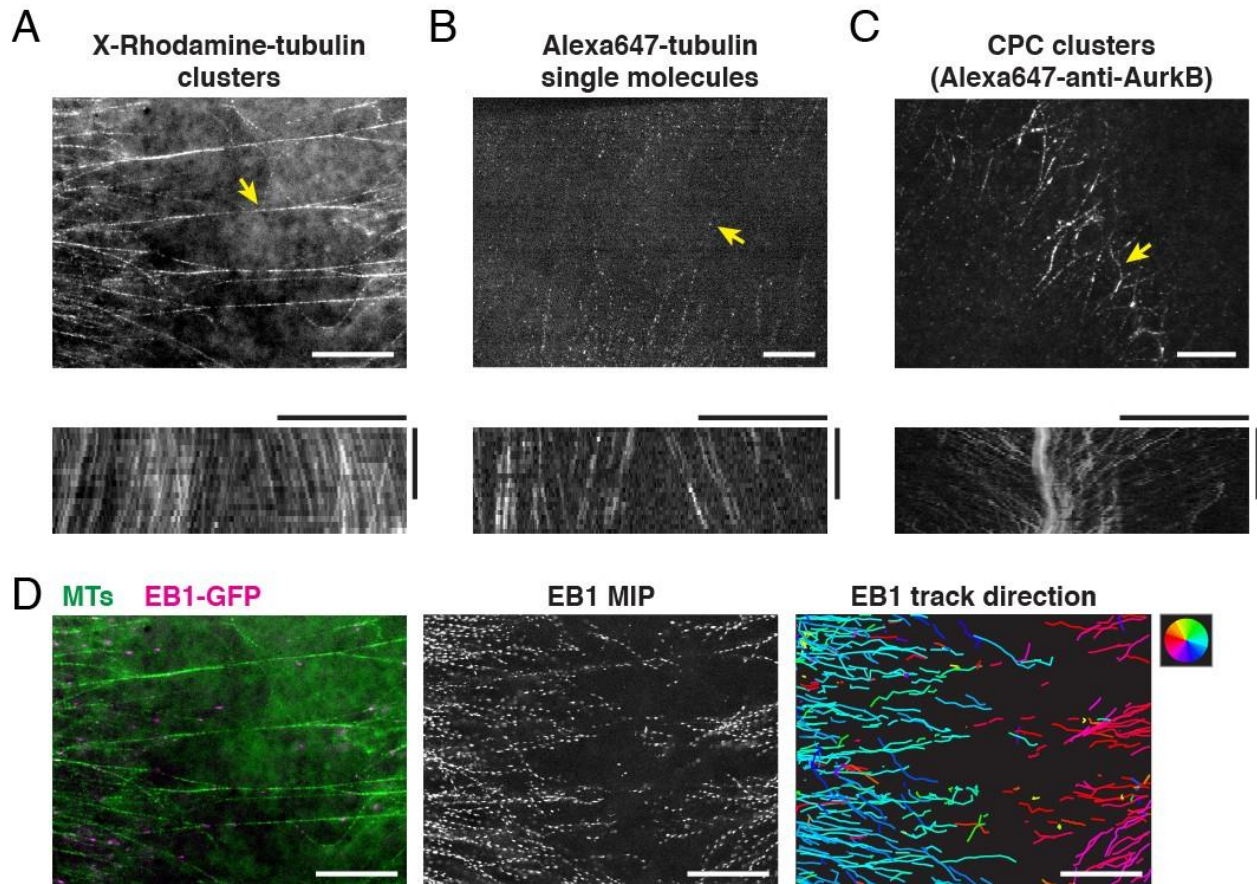 A
X-Rhodamine-tubulin
clusters
B
Alexa647-tubulin
single molecules
C
CPC clusters
(Alexa647-anti-AurkB)
D
MTs EB1-GFP
EB1 MIP
EB1 track direction